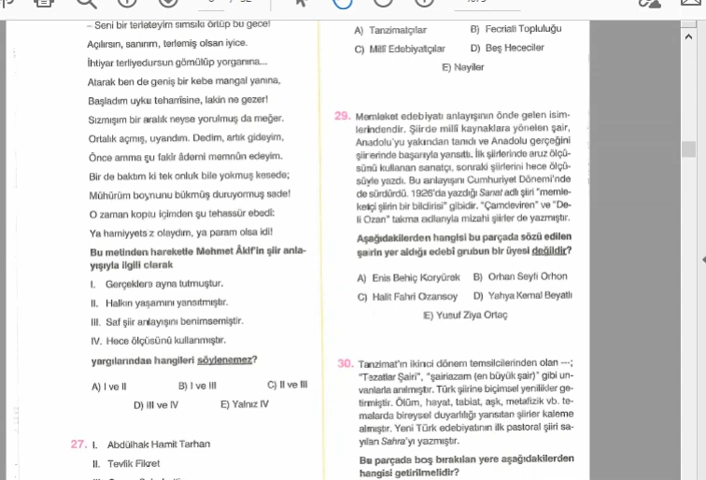 – Seni bir terleteyim sımsıkı örtüp bu gece!
Açılırsın, sanırım, terlemiş olsan iyice.
İhtiyar terliyedursun gömülüp yorganına...
Atarak ben de geniş bir kebe mangal yanına,
Başladım uyku teharrîsine, lakin ne gezer!
Sızmışım bir aralık neyse yorulmuş da meğer.
Ortalık açmış, uyandım. Dedim, artık gideyim,
Önce amma şu fakir âdemi memnûn edeyim.
Bir de baktım ki tek onluk bile yokmuş kesede;
Mühürüm boynunu bükmüş duruyormuş sade!
O zaman koptu içimden şu tehassür ebedî:
Ya hamiyyetsiz olaydım, ya param olsa idi!
Bu metinden hareketle Mehmet Âkif'in şiir anla-
yışıyla ilgili olarak
I. Gerçeklere ayna tutmuştur.
II. Halkın yaşamını yansıtmıştır.
III. Saf şiir anlayışını benimsemiştir.
IV. Hece ölçüsünü kullanmıştır.
yargılarından hangileri söylenemez?
A) I ve II B) I ve III C) II ve III
D) III ve IV E) Yalnız IV
27. I. Abdülhak Hamit Tarhan
II. Tevfik Fikret
A) Tanzimatçılar B) Fecriati Topluluğu
C) Millî Edebiyatçılar D) Beş Hececiler
E) Nayiler
29. Memleket edebiyatı anlayışının önde gelen isim-
lerindendir. Şiirde millî kaynaklara yönelen şair,
Anadolu'yu yakından tanıdı ve Anadolu gerçeğini
şiirlerinde başarıyla yansıttı. İlk şiirlerinde aruz ölçü-
sünü kullanan sanatçı, sonraki şiirlerini hece ölçü-
süyle yazdı. Bu anlayışını Cumhuriyet Dönemi'nde
de sürdürdü. 1926'da yazdığı Sanat adlı şiiri "memle-
ketçi şiirin bir bildirisi" gibidir. "Çamdeviren" ve "De-
li Ozan" takma adlarıyla mizahi şiirler de yazmıştır.
Aşağıdakilerden hangisi bu parçada sözü edilen
şairin yer aldığı edebî grubun bir üyesi değildir?
A) Enis Behiç Koryürek B) Orhan Seyfi Orhon
C) Halit Fahri Ozansoy D) Yahya Kemal Beyatlı
E) Yusuf Ziya Ortaç
30. Tanzimat'ın ikinci dönem temsilcilerinden olan ---;
"Tezatlar Şairi", "şairiazam (en büyük şair)" gibi un-
vanlarla anılmıştır. Türk şiirine biçimsel yenilikler ge-
tirmiştir. Ölüm, hayat, tabiat, aşk, metafizik vb. te-
malarda bireysel duyarlılığı yansıtan şiirler kaleme
almıştır. Yeni Türk edebiyatının ilk pastoral şiiri sa-
yılan Sahra'yı yazmıştır.
Bu parçada boş bırakılan yere aşağıdakilerden
hangisi getirilmelidir?